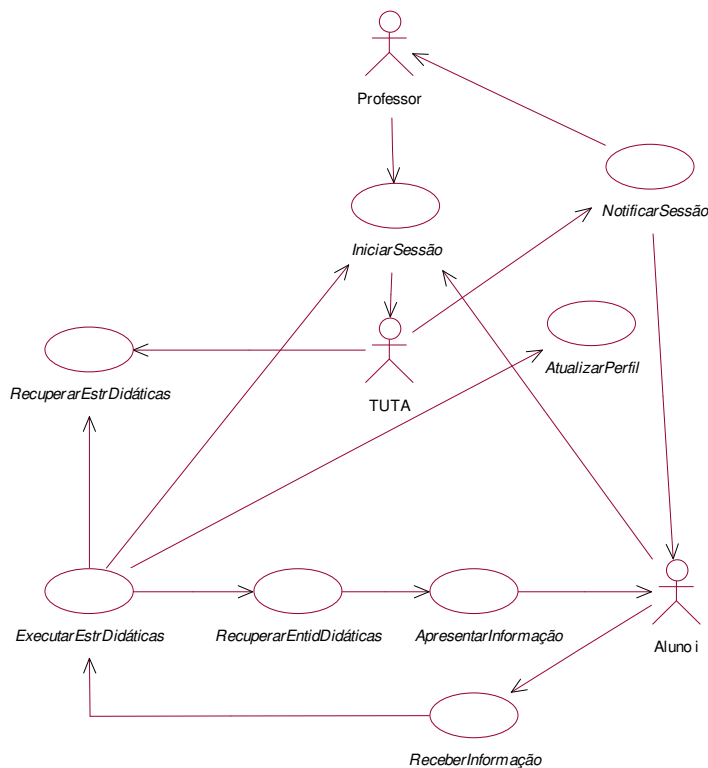 Professor
NotificarSessão
IniciarSessão
AtualizarPerfil
RecuperarEstrDidáticas
TUTA
ExecutarEstrDidáticas
RecuperarEntidDidáticas
ApresentarInformação
Aluno i
ReceberInformação